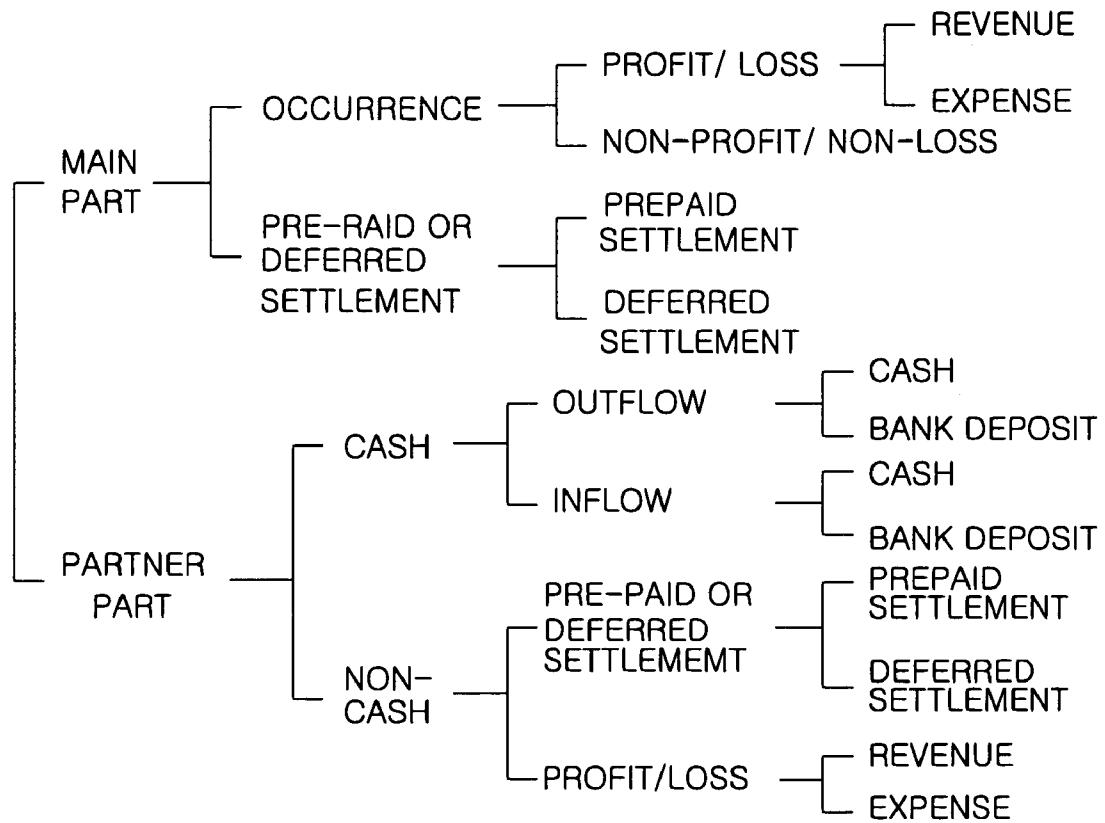 REVENUE
PROFIT/ LOSS
EXPENSE
OCCURRENCE
NON-PROFIT/ NON-LOSS
MAIN
PART
PREPAID
SETTLEMENT
PRE-RAID OR
DEFERRED
SETTLEMENT
DEFERRED
SETTLEMENT
CASH
OUTFLOW
BANK DEPOSIT
CASH
CASH
INFLOW
BANK DEPOSIT
PARTNER
PART
PREPAID
SETTLEMENT
PRE-PAID OR
DEFERRED
SETTLEMEMT
DEFERRED
SETTLEMENT
NON-
CASH
REVENUE
PROFIT/LOSS
EXPENSE